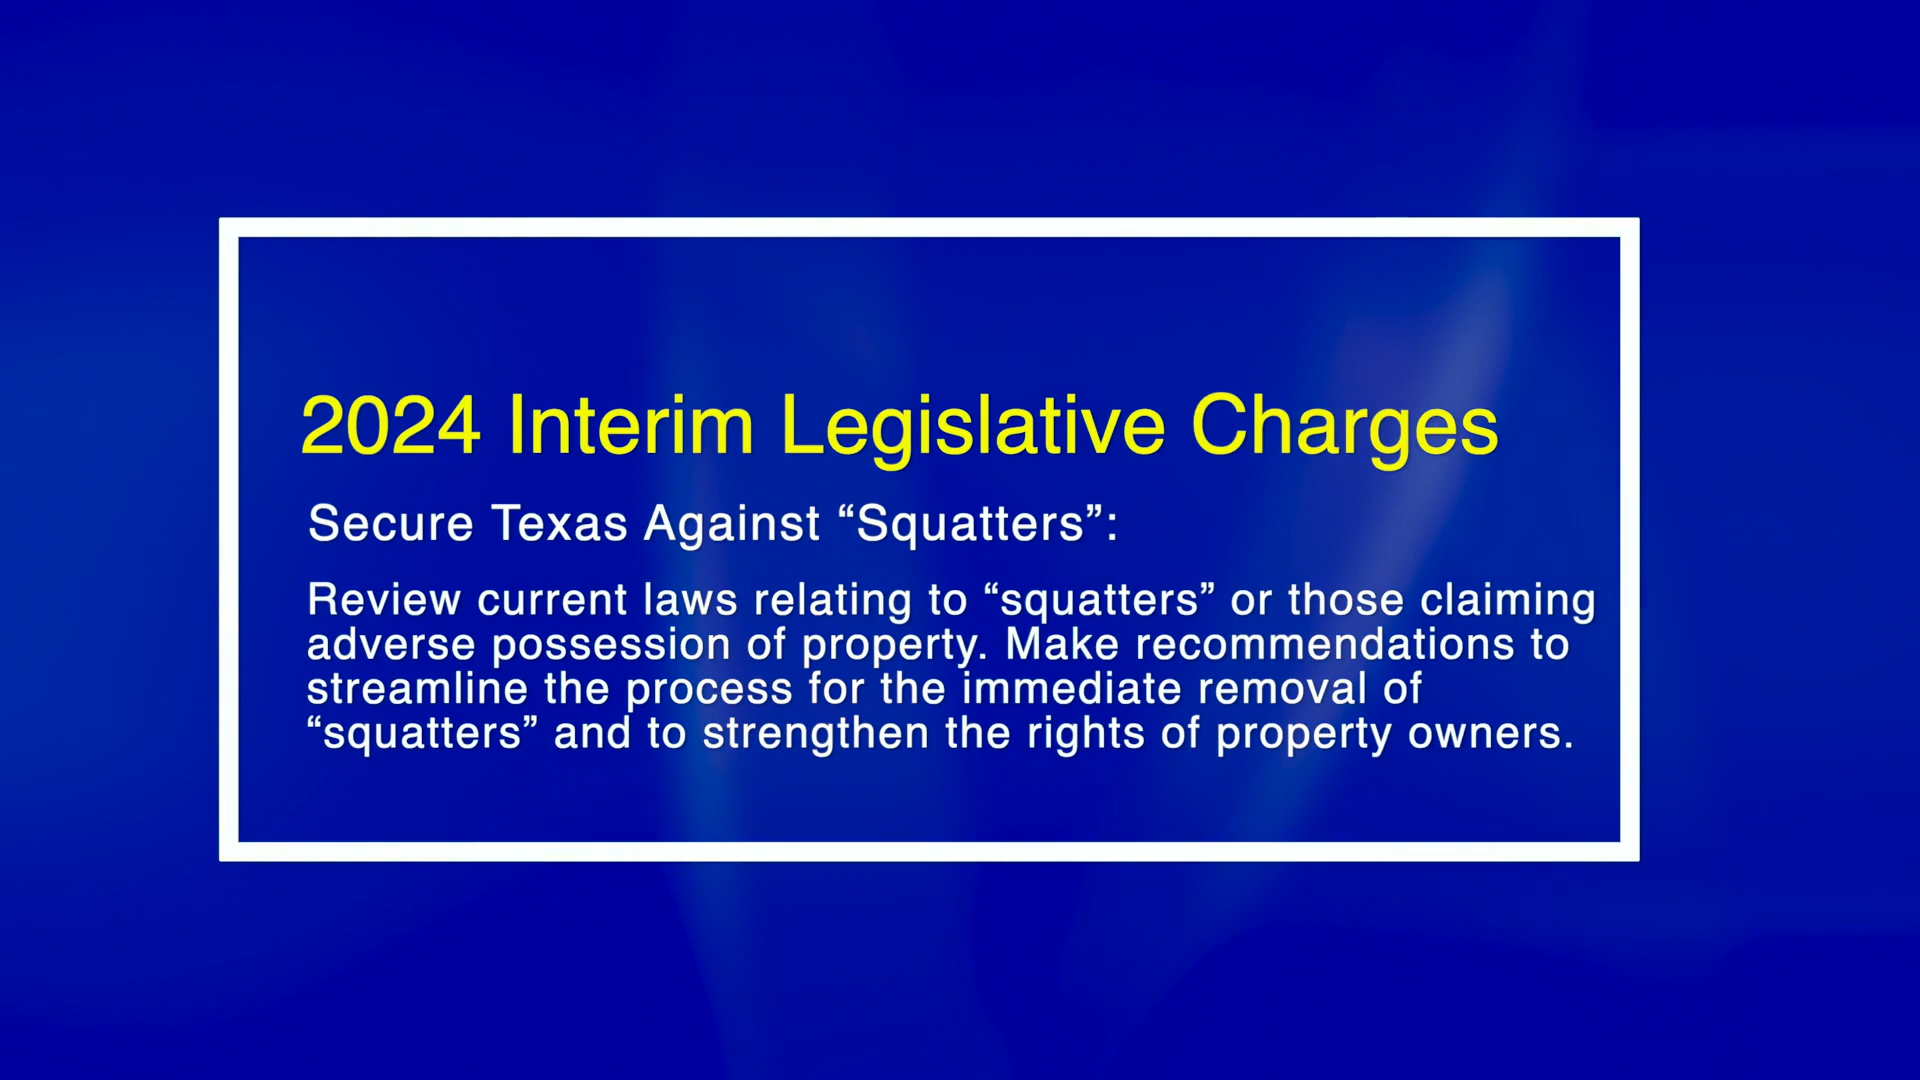 2024 Interim Legislative Charges
Secure Texas Against “Squatters”:
Review current laws relating to “squatters” or those claiming
adverse possession of property. Make recommendations to
streamline the process for the immediate removal of
“squatters” and to strengthen the rights of property owners.